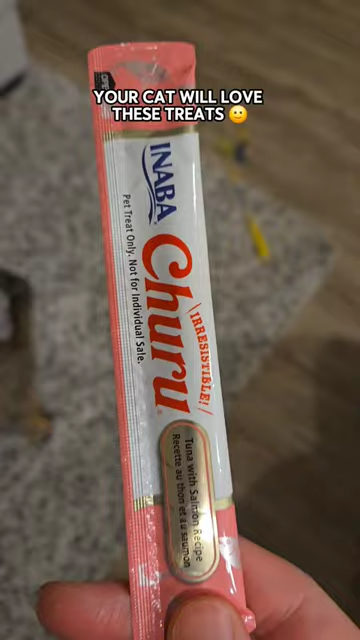 YOUR CAT WILL LOVE
THESE TREATS 🙂
OPEN
INABA
Churu
IRRESISTIBLE!
Pet Treat Only. Not for Individual Sale.
Tuna with Salmon Recipe
Recette au thon et au saumon